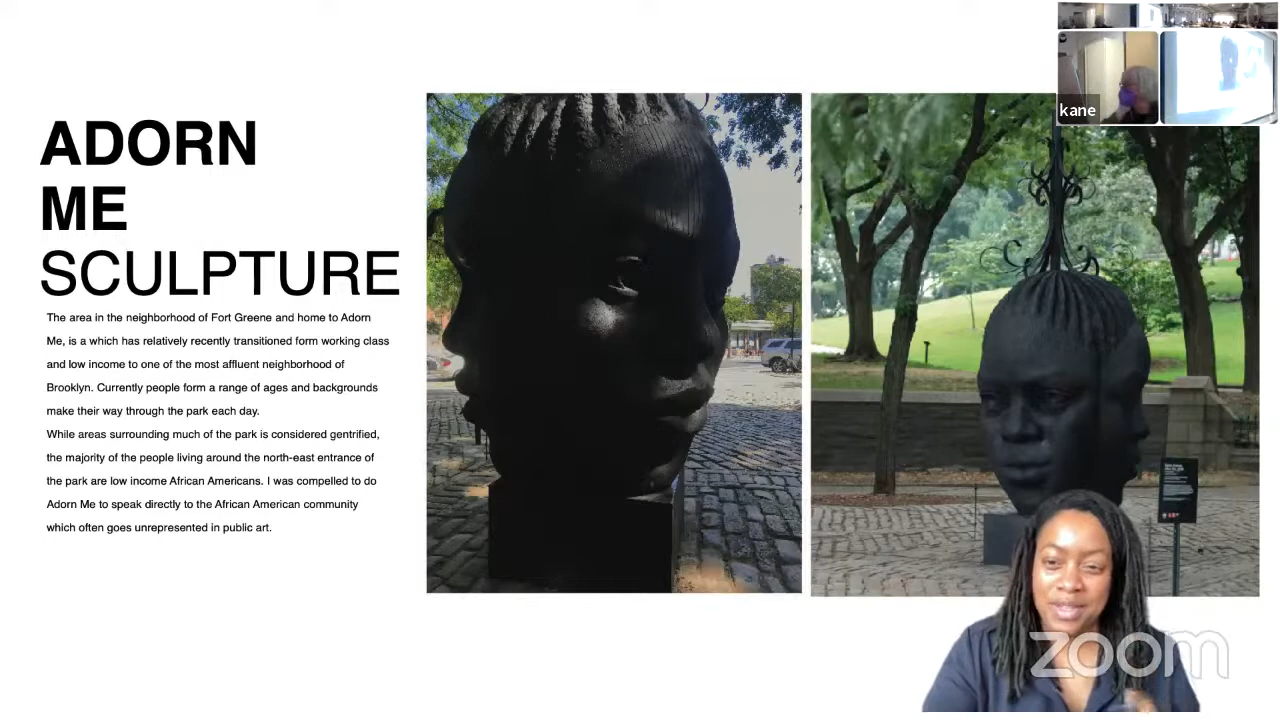 ADORN
ME
SCULPTURE
The area in the neighborhood of Fort Greene and home to Adorn
Me, is a which has relatively recently transitioned form working class
and low income to one of the most affluent neighborhood of
Brooklyn. Currently people form a range of ages and backgrounds
make their way through the park each day.
While areas surrounding much of the park is considered gentrified,
the majority of the people living around the north-east entrance of
the park are low income African Americans. I was compelled to do
Adorn Me to speak directly to the African American community
which often goes unrepresented in public art.
kane
zoom